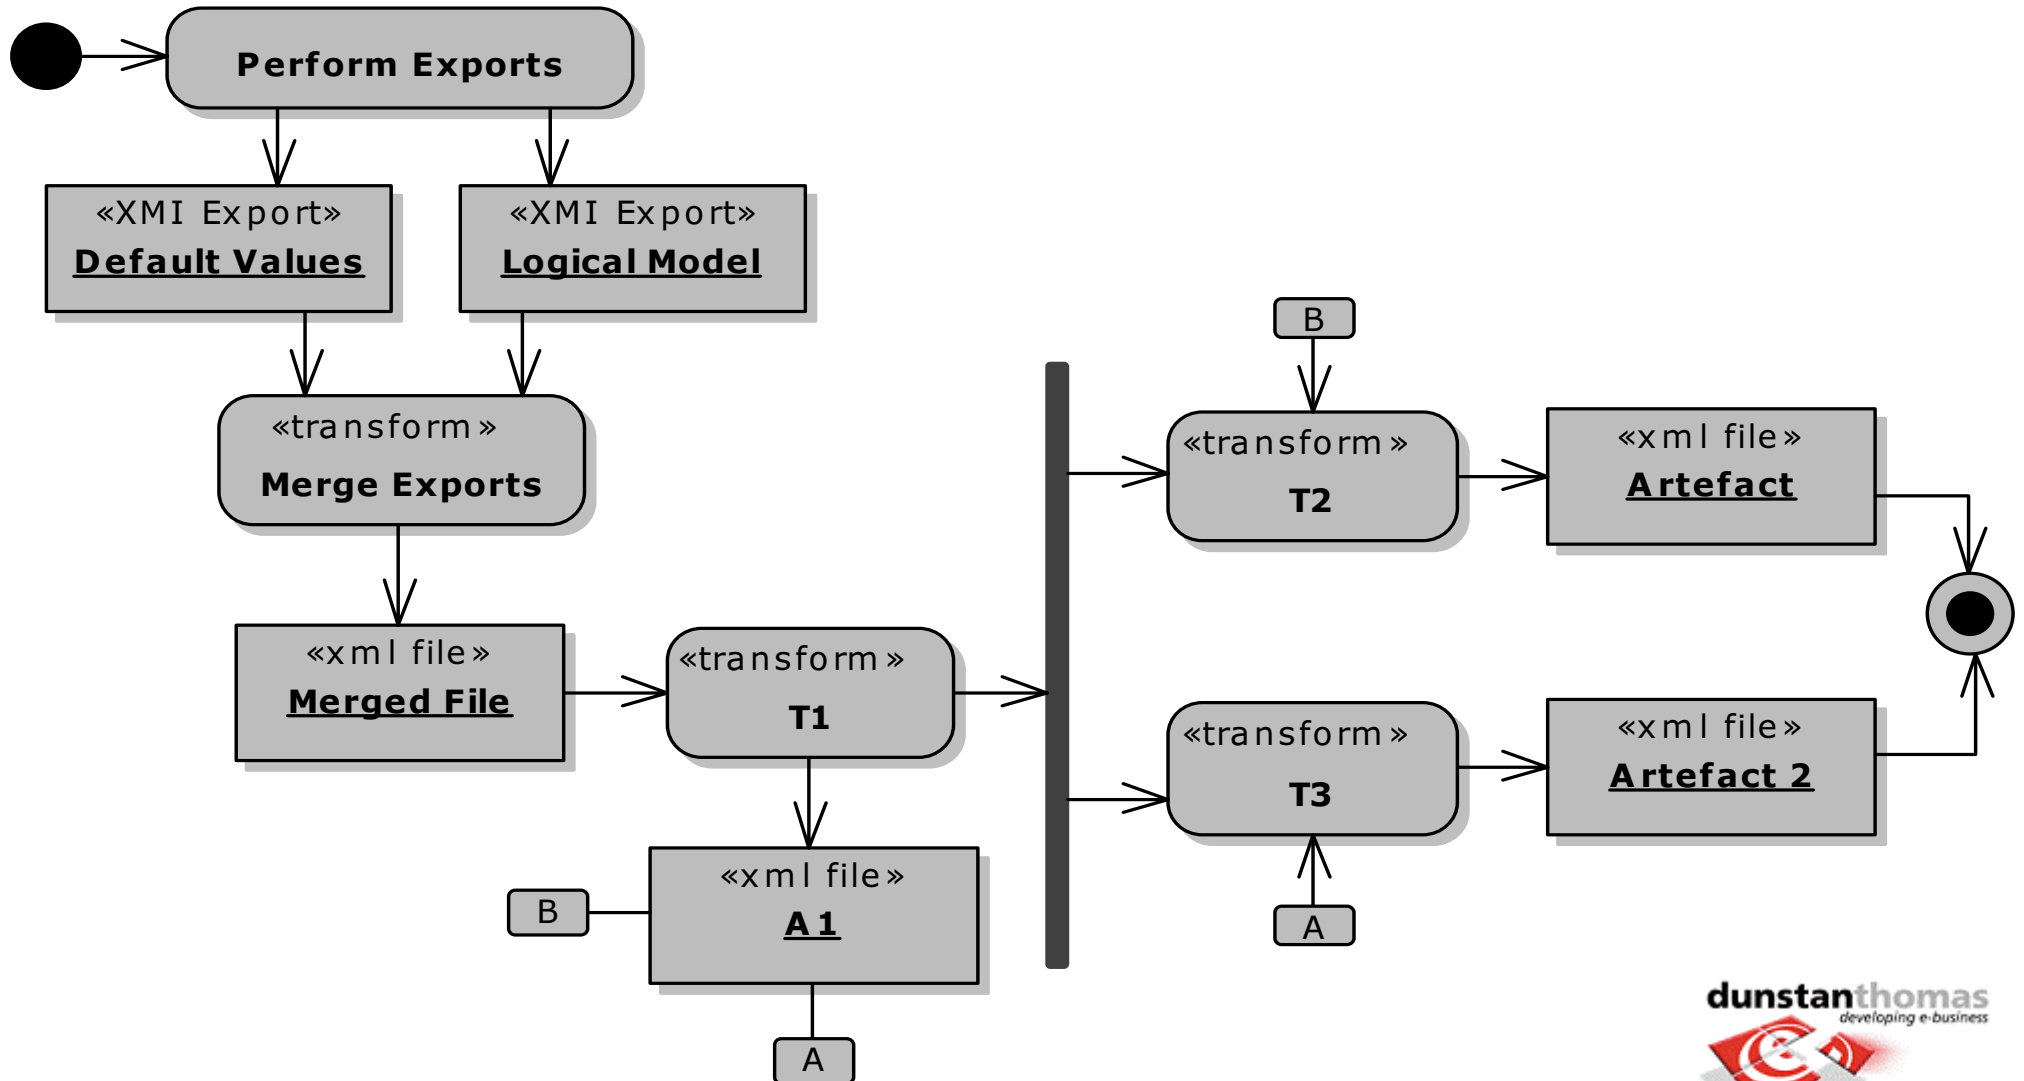 Perform Exports
«XMI Export»
Default Values
«XMI Export»
Logical Model
«transform»
Merge Exports
«xml file»
Merged File
«transform»
T1
«xml file»
A1
B
A
B
«transform»
T2
«xml file»
Artefact
«transform»
T3
«xml file»
Artefact 2
A
dunstanthomas
developing e-business